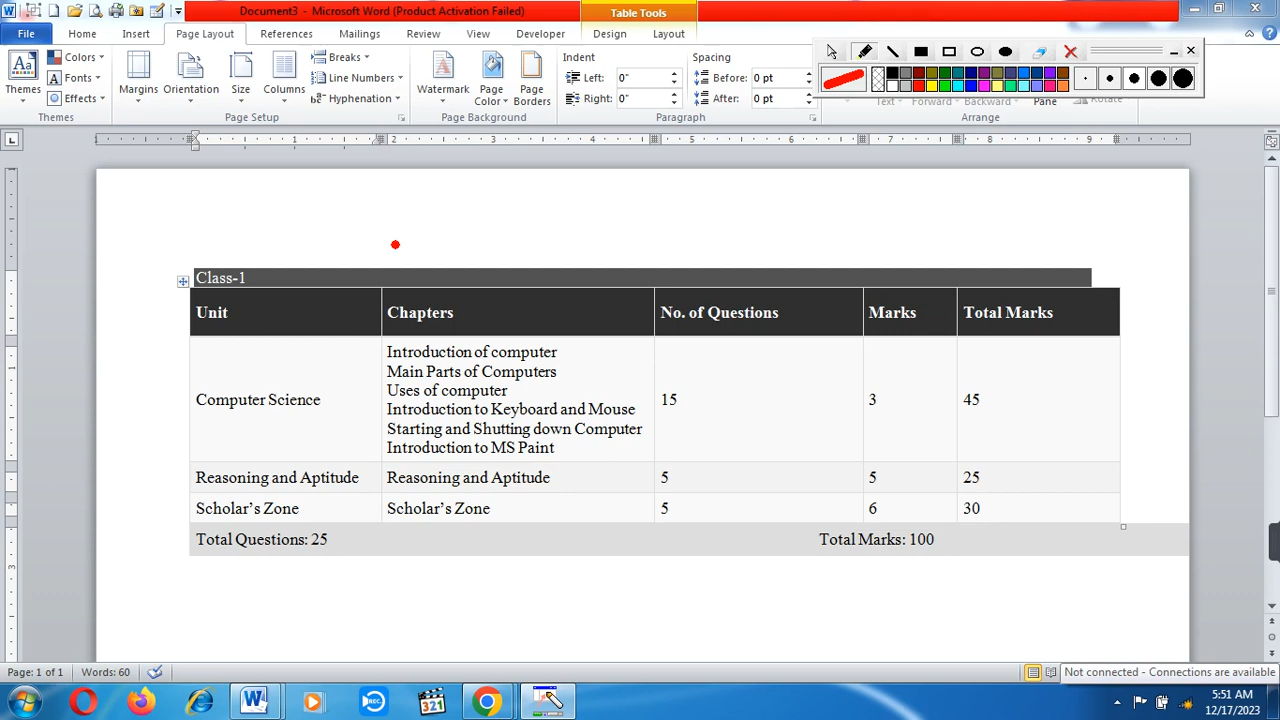 Document3 - Microsoft Word (Product Activation Failed)
Table Tools
File Home Insert Page Layout References Mailings Review View Developer Design Layout
Themes
Colors
Fonts
Effects
Themes
Margins Orientation Size Columns
Breaks
Line Numbers
Hyphenation
Page Setup
Watermark Page Color Page Borders
Page Background
Indent
Left: 0"
Right: 0"
Spacing
Before: 0 pt
After: 0 pt
Paragraph
Text Forward Backward Pane Rotate
Arrange
Class-1
Unit Chapters No. of Questions Marks Total Marks
Computer Science
Introduction of computer
Main Parts of Computers
Uses of computer
Introduction to Keyboard and Mouse
Starting and Shutting down Computer
Introduction to MS Paint
15 3 45
Reasoning and Aptitude Reasoning and Aptitude 5 5 25
Scholar’s Zone Scholar’s Zone 5 6 30
Total Questions: 25 Total Marks: 100
Page: 1 of 1 Words: 60
Not connected - Connections are available
321
5:51 AM
12/17/2023